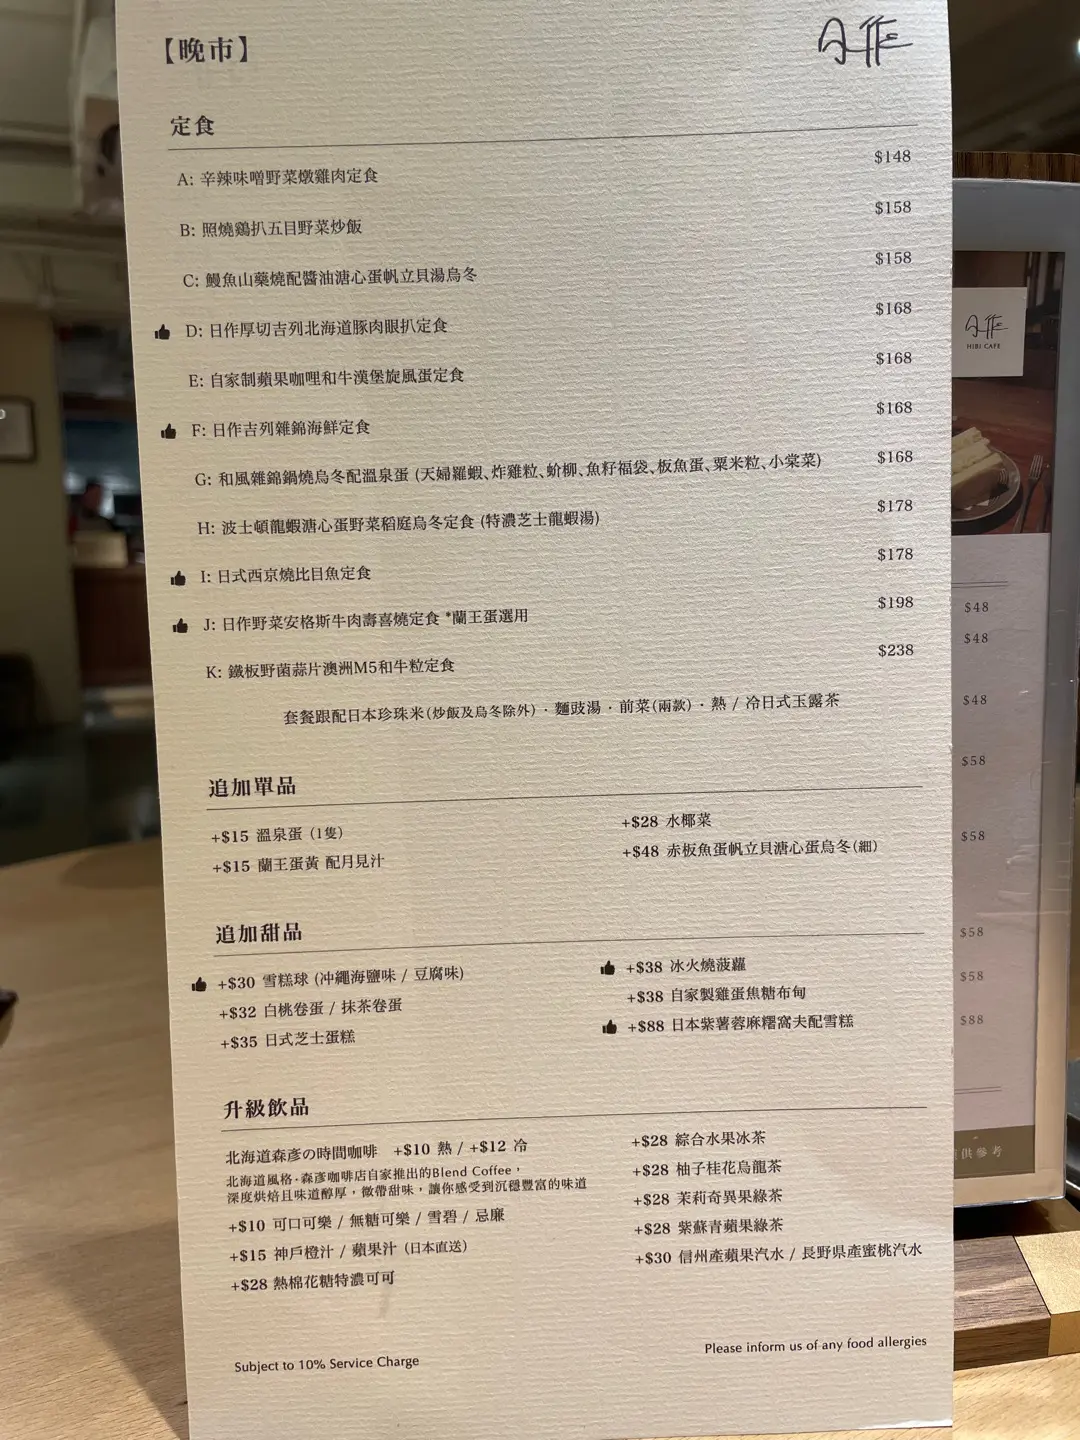 【晚市】
定食
A: 辛辣味噌野菜燉雞肉定食 $148
B: 照燒鷄扒五目野菜炒飯 $158
C: 鰻魚山藥燒配醬油溏心蛋帆立貝湯烏冬 $158
D: 日作厚切吉列北海道豚肉眼扒定食 $168
E: 自家制蘋果咖哩和牛漢堡旋風蛋定食 $168
F: 日作吉列雜錦海鮮定食 $168
G: 和風雜錦鍋燒烏冬配溫泉蛋 (天婦羅蝦、炸雞粒、蚧柳、魚籽福袋、板魚蛋、粟米粒、小棠菜) $168
H: 波士頓龍蝦溏心蛋野菜稻庭烏冬定食 (特濃芝士龍蝦湯) $178
I: 日式西京燒比目魚定食 $178
J: 日作野菜安格斯牛肉壽喜燒定食 *蘭王蛋選用 $198
K: 鐵板野菌蒜片澳洲M5和牛粒定食 $238
套餐跟配日本珍珠米(炒飯及烏冬除外) · 麵豉湯 · 前菜(兩款) · 熱 / 冷日式玉露茶
追加單品
+$15 溫泉蛋 (1隻)
+$15 蘭王蛋黃 配月見汁
+$28 水椰菜
+$48 赤板魚蛋帆立貝溏心蛋烏冬(細)
追加甜品
+$30 雪糕球 (沖繩海鹽味 / 豆腐味)
+$32 白桃卷蛋 / 抹茶卷蛋
+$35 日式芝士蛋糕
+$38 冰火燒菠蘿
+$38 自家製雞蛋焦糖布甸
+$88 日本紫薯蓉麻糬窩夫配雪糕
升級飲品
北海道森彥の時間咖啡 +$10 熱 / +$12 冷
北海道風格·森彥咖啡店自家推出的Blend Coffee，
深度烘焙且味道醇厚，微帶甜味，讓你感受到沉穩豐富的味道
+$10 可口可樂 / 無糖可樂 / 雪碧 / 忌廉
+$15 神戶橙汁 / 蘋果汁 (日本直送)
+$28 熱棉花糖特濃可可
+$28 綜合水果冰茶
+$28 柚子桂花烏龍茶
+$28 茉莉奇異果綠茶
+$28 紫蘇青蘋果綠茶
+$30 信州產蘋果汽水 / 長野県產蜜桃汽水
Subject to 10% Service Charge
Please inform us of any food allergies
HIBI CAFE
$48
$48
$48
$58
$58
$58
$58
$88
供參考